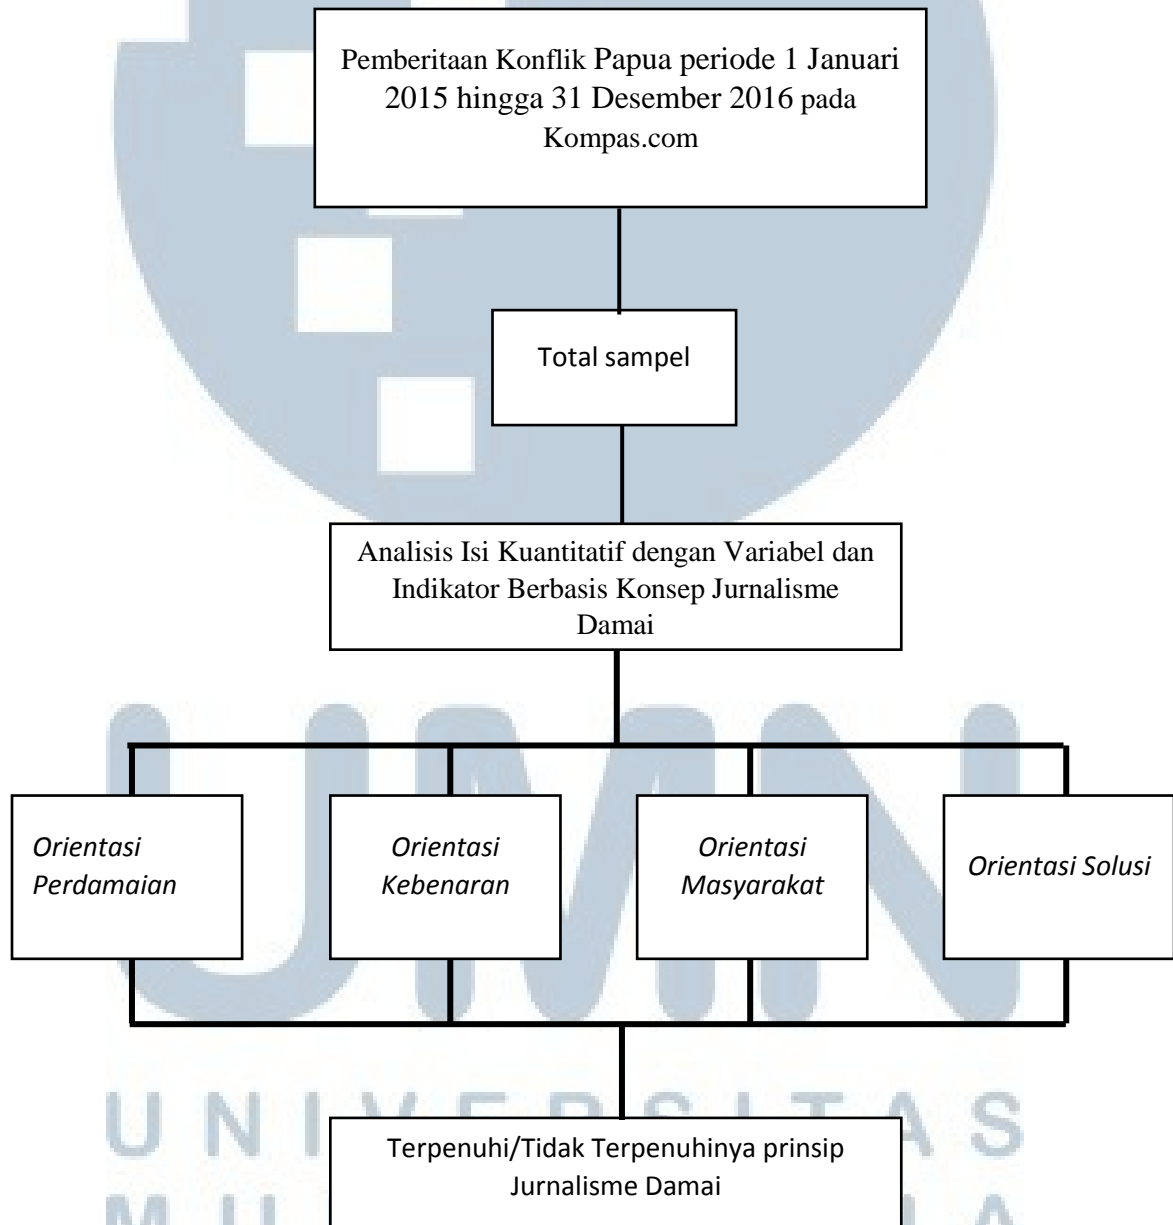 Pemberitaan Konflik Papua periode 1 Januari
2015 hingga 31 Desember 2016 pada
Kompas.com
Total sampel
Analisis Isi Kuantitatif dengan Variabel dan
Indikator Berbasis Konsep Jurnalisme
Damai
Orientasi
Perdamaian
Orientasi
Kebenaran
Orientasi
Masyarakat
Orientasi Solusi
UMN
UNIVERSITAS
Terpenuhi/Tidak Terpenuhinya prinsip
Jurnalisme Damai